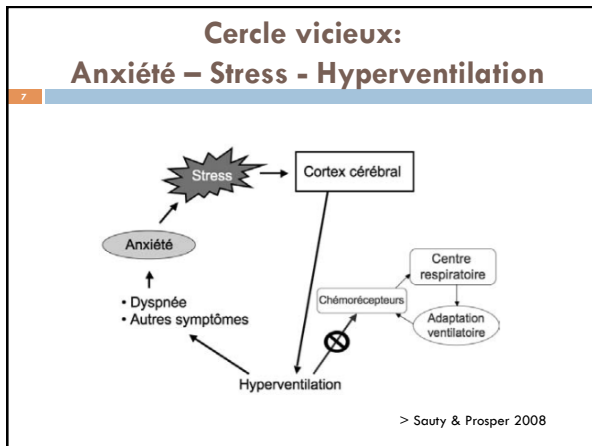 Cercle vicieux:
Anxiété – Stress - Hyperventilation
7
Stress
Cortex cérébral
Anxiété
Centre
respiratoire
Chémorécepteurs
• Dyspnée
• Autres symptômes
Adaptation
ventilatoire
Hyperventilation
> Sauty & Prosper 2008